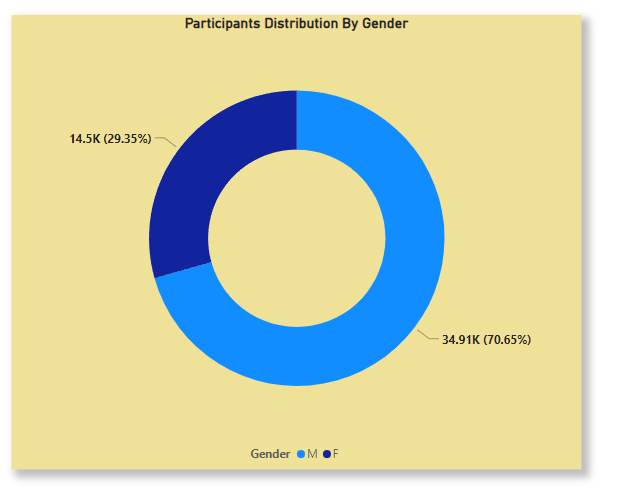 Participants Distribution By Gender
14.5K (29.35%)
34.91K (70.65%)
Gender M F